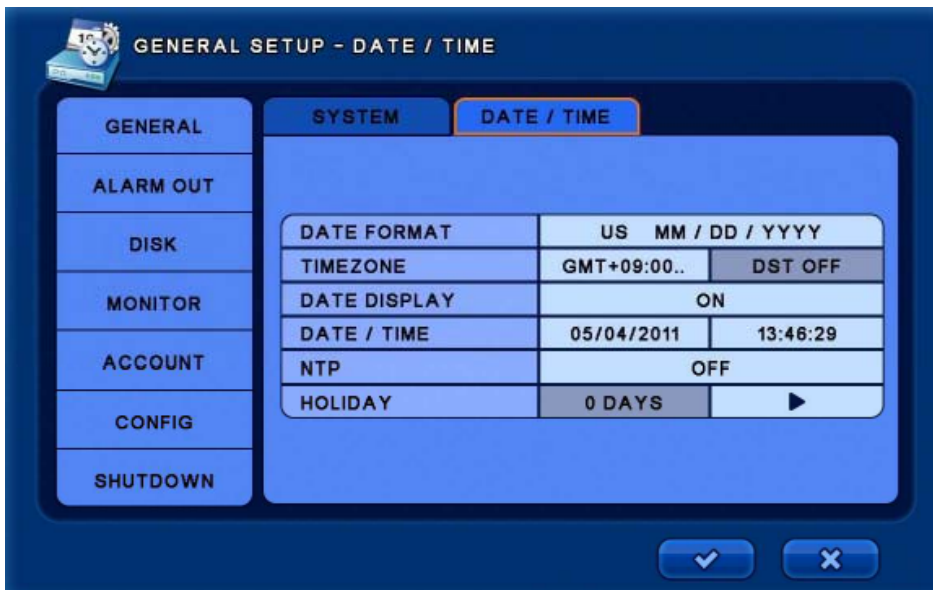 GENERAL SETUP - DATE / TIME
SYSTEM DATE / TIME
GENERAL
ALARM OUT
DISK
MONITOR
ACCOUNT
CONFIG
SHUTDOWN
DATE FORMAT US MM / DD / YYYY
TIMEZONE GMT+09:00.. DST OFF
DATE DISPLAY ON
DATE / TIME 05/04/2011 13:46:29
NTP OFF
HOLIDAY 0 DAYS